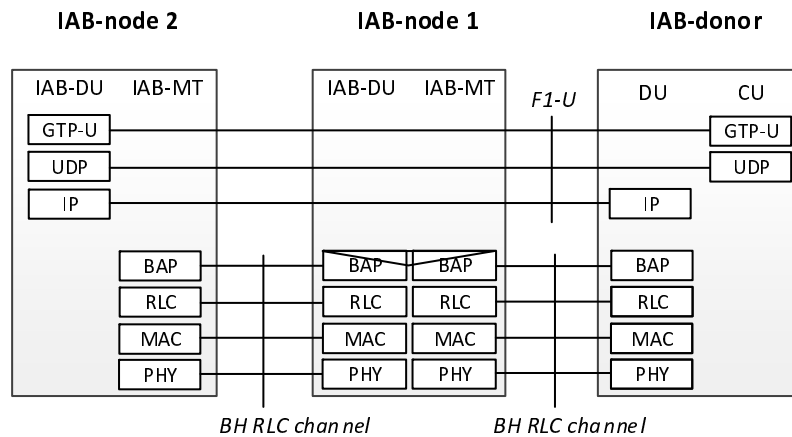 IAB-node 2 IAB-node 1 IAB-donor
IAB-DU IAB-MT IAB-DU IAB-MT F1-U DU CU
GTP-U GTP-U
UDP UDP
IP IP
BAP BAP BAP BAP
RLC RLC RLC RLC
MAC MAC MAC MAC
PHY PHY PHY PHY
BH RLC channel BH RLC channel